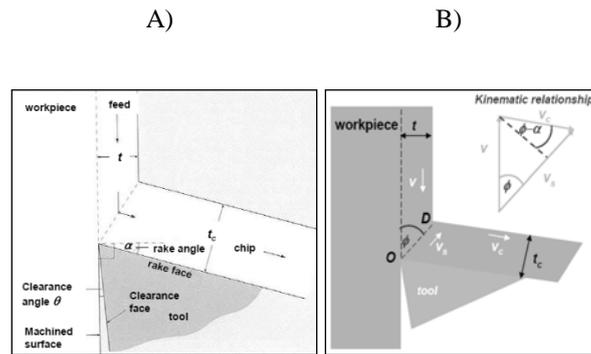 A)
B)
workpiece
feed
t
t_c
α
rake angle
chip
rake face
Clearance
angle θ
Clearance
face
tool
Machined
surface
Kinematic relationship
workpiece
t
v_c
ϕ-α
v
v
ϕ
v_s
D
ϕ
v_s
v_c
O
t_c
tool